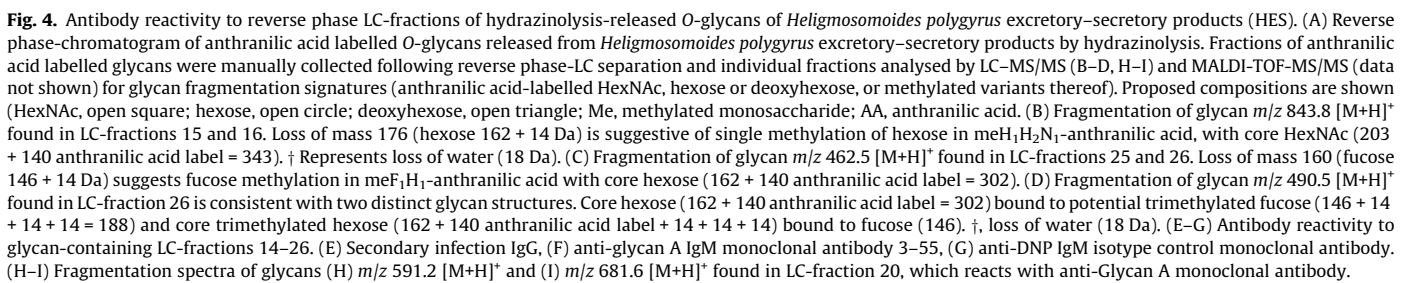 Fig. 4. Antibody reactivity to reverse phase LC-fractions of hydrazinolysis-released O-glycans of Heligmosomoides polygyrus excretory–secretory products (HES). (A) Reverse
phase-chromatogram of anthranilic acid labelled O-glycans released from Heligmosomoides polygyrus excretory–secretory products by hydrazinolysis. Fractions of anthranilic
acid labelled glycans were manually collected following reverse phase-LC separation and individual fractions analysed by LC–MS/MS (B–D, H–I) and MALDI-TOF-MS/MS (data
not shown) for glycan fragmentation signatures (anthranilic acid-labelled HexNAc, hexose or deoxyhexose, or methylated variants thereof). Proposed compositions are shown
(HexNAc, open square; hexose, open circle; deoxyhexose, open triangle; Me, methylated monosaccharide; AA, anthranilic acid. (B) Fragmentation of glycan m/z 843.8 [M+H]⁺
found in LC-fractions 15 and 16. Loss of mass 176 (hexose 162 + 14 Da) is suggestive of single methylation of hexose in meH₁H₂N₁-anthranilic acid, with core HexNAc (203
+ 140 anthranilic acid label = 343). † Represents loss of water (18 Da). (C) Fragmentation of glycan m/z 462.5 [M+H]⁺ found in LC-fractions 25 and 26. Loss of mass 160 (fucose
146 + 14 Da) suggests fucose methylation in meF₁H₁-anthranilic acid with core hexose (162 + 140 anthranilic acid label = 302). (D) Fragmentation of glycan m/z 490.5 [M+H]⁺
found in LC-fraction 26 is consistent with two distinct glycan structures. Core hexose (162 + 140 anthranilic acid label = 302) bound to potential trimethylated fucose (146 + 14
+ 14 + 14 = 188) and core trimethylated hexose (162 + 140 anthranilic acid label + 14 + 14 + 14) bound to fucose (146). †, loss of water (18 Da). (E–G) Antibody reactivity to
glycan-containing LC-fractions 14–26. (E) Secondary infection IgG, (F) anti-glycan A IgM monoclonal antibody 3–55, (G) anti-DNP IgM isotype control monoclonal antibody.
(H–I) Fragmentation spectra of glycans (H) m/z 591.2 [M+H]⁺ and (I) m/z 681.6 [M+H]⁺ found in LC-fraction 20, which reacts with anti-Glycan A monoclonal antibody.